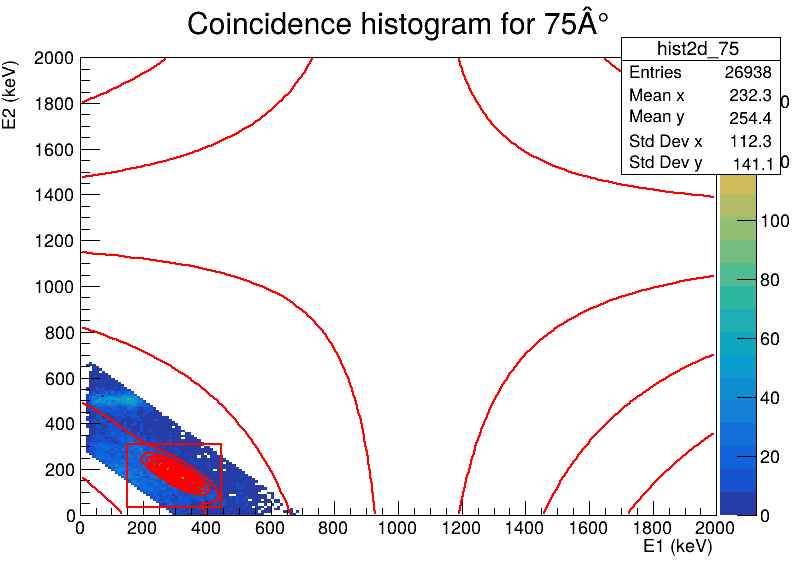 Coincidence histogram for 75Â°
hist2d_75
Entries 26938
Mean x 232.3
Mean y 254.4
Std Dev x 112.3
Std Dev y 141.1
E2 (keV)
2000
1800
1600
1400
1200
1000
800
600
400
200
0
0 200 400 600 800 1000 1200 1400 1600 1800 2000
E1 (keV)
0
0
100
80
60
40
20
0